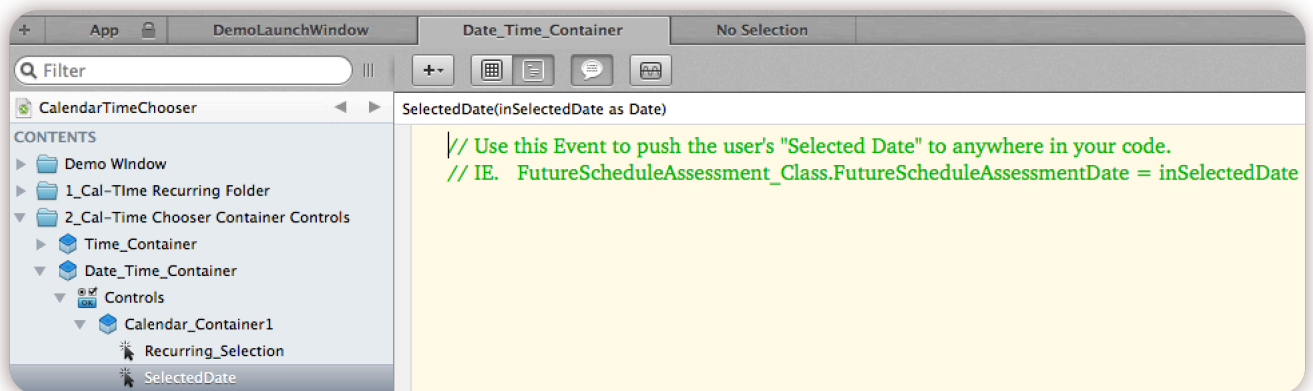 + App DemoLaunchWindow Date_Time_Container No Selection
Filter
CalendarTimeChooser
SelectedDate(inSelectedDate as Date)
CONTENTS
Demo WIndow
1_Cal-TIme Recurring Folder
2_Cal-Time Chooser Container Controls
Time_Container
Date_Time_Container
OK Controls
Calendar_Container1
Recurring_Selection
SelectedDate
// Use this Event to push the user's "Selected Date" to anywhere in your code.
// IE. FutureScheduleAssessment_Class.FutureScheduleAssessmentDate = inSelectedDate